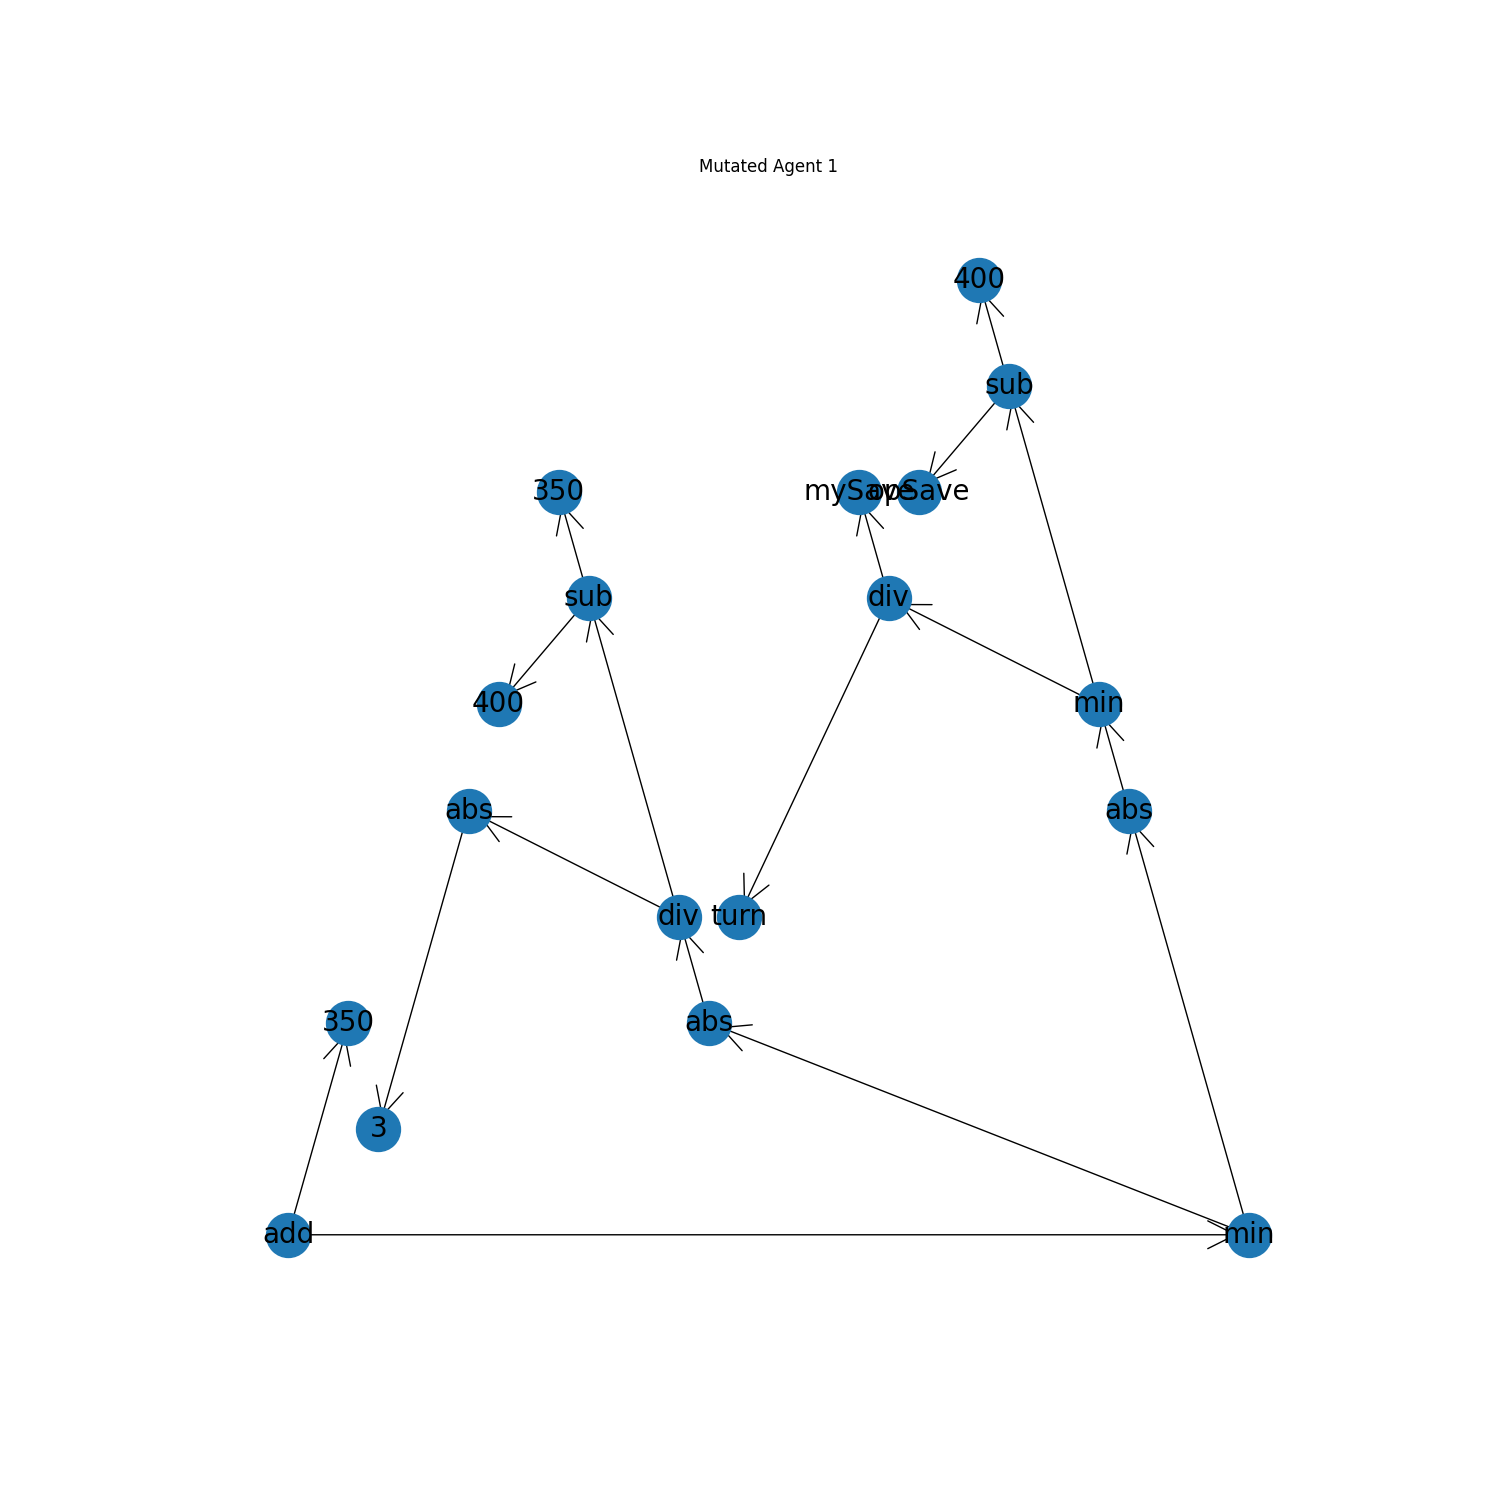 Mutated Agent 1
400
sub
350
mySave
opSave
sub
div
400
min
abs
abs
div
turn
350
abs
3
add
min